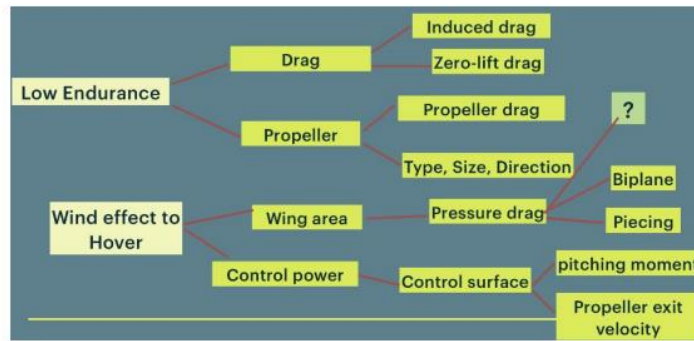 Induced drag
Drag
Zero-lift drag
Low Endurance
Propeller drag
?
Propeller
Type, Size, Direction
Biplane
Wind effect to
Hover
Wing area
Pressure drag
Piecing
Control power
Control surface
pitching moment
Propeller exit
velocity